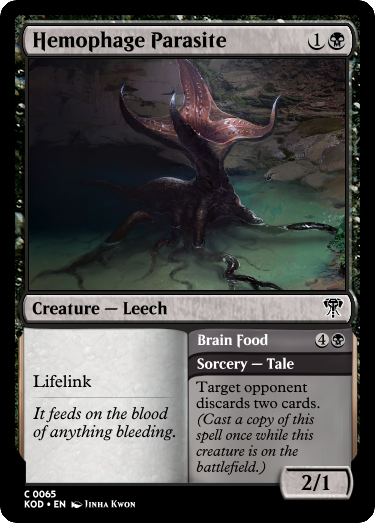 Hemophage Parasite 1
Creature — Leech
Lifelink
It feeds on the blood
of anything bleeding.
Brain Food 4
Sorcery — Tale
Target opponent
discards two cards.
(Cast a copy of this
spell once while this
creature is on the
battlefield.)
2/1
C 0065
KOD • EN Jinha Kwon